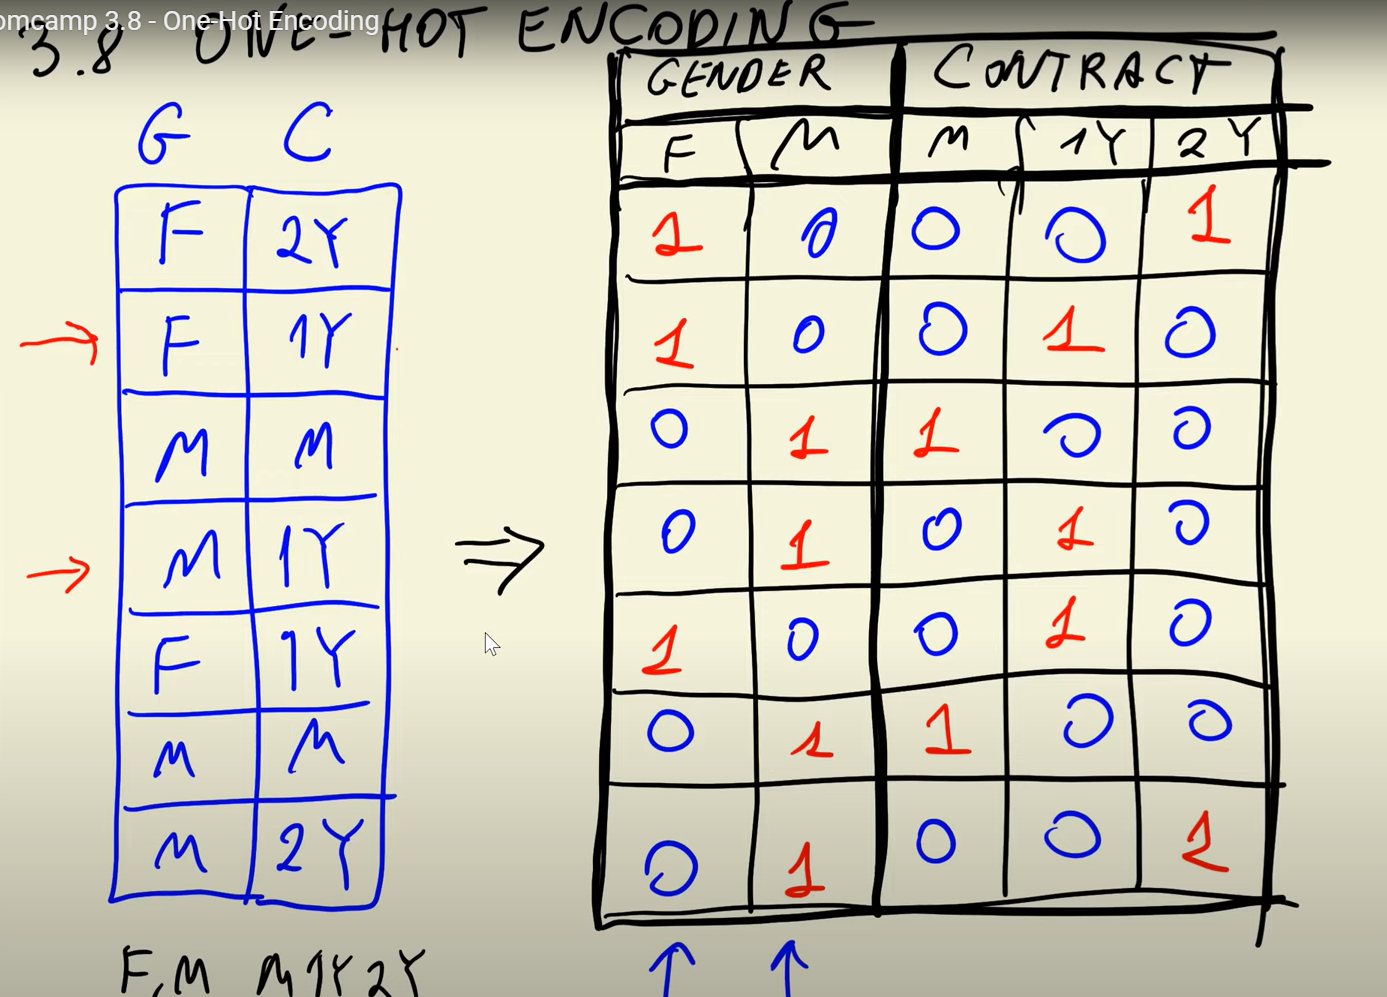 omcamp 3.8 - One-Hot Encoding
3.8 ONE-HOT ENCODING
G C
F 2Y
F 1Y
M M
M 1Y
F 1Y
M M
M 2Y
F, M M 1Y 2Y
GENDER CONTRACT
F M M 1Y 2Y
1 0 0 0 1
1 0 0 1 0
0 1 1 0 0
0 1 0 1 0
1 0 0 1 0
0 1 1 0 0
0 1 0 0 1